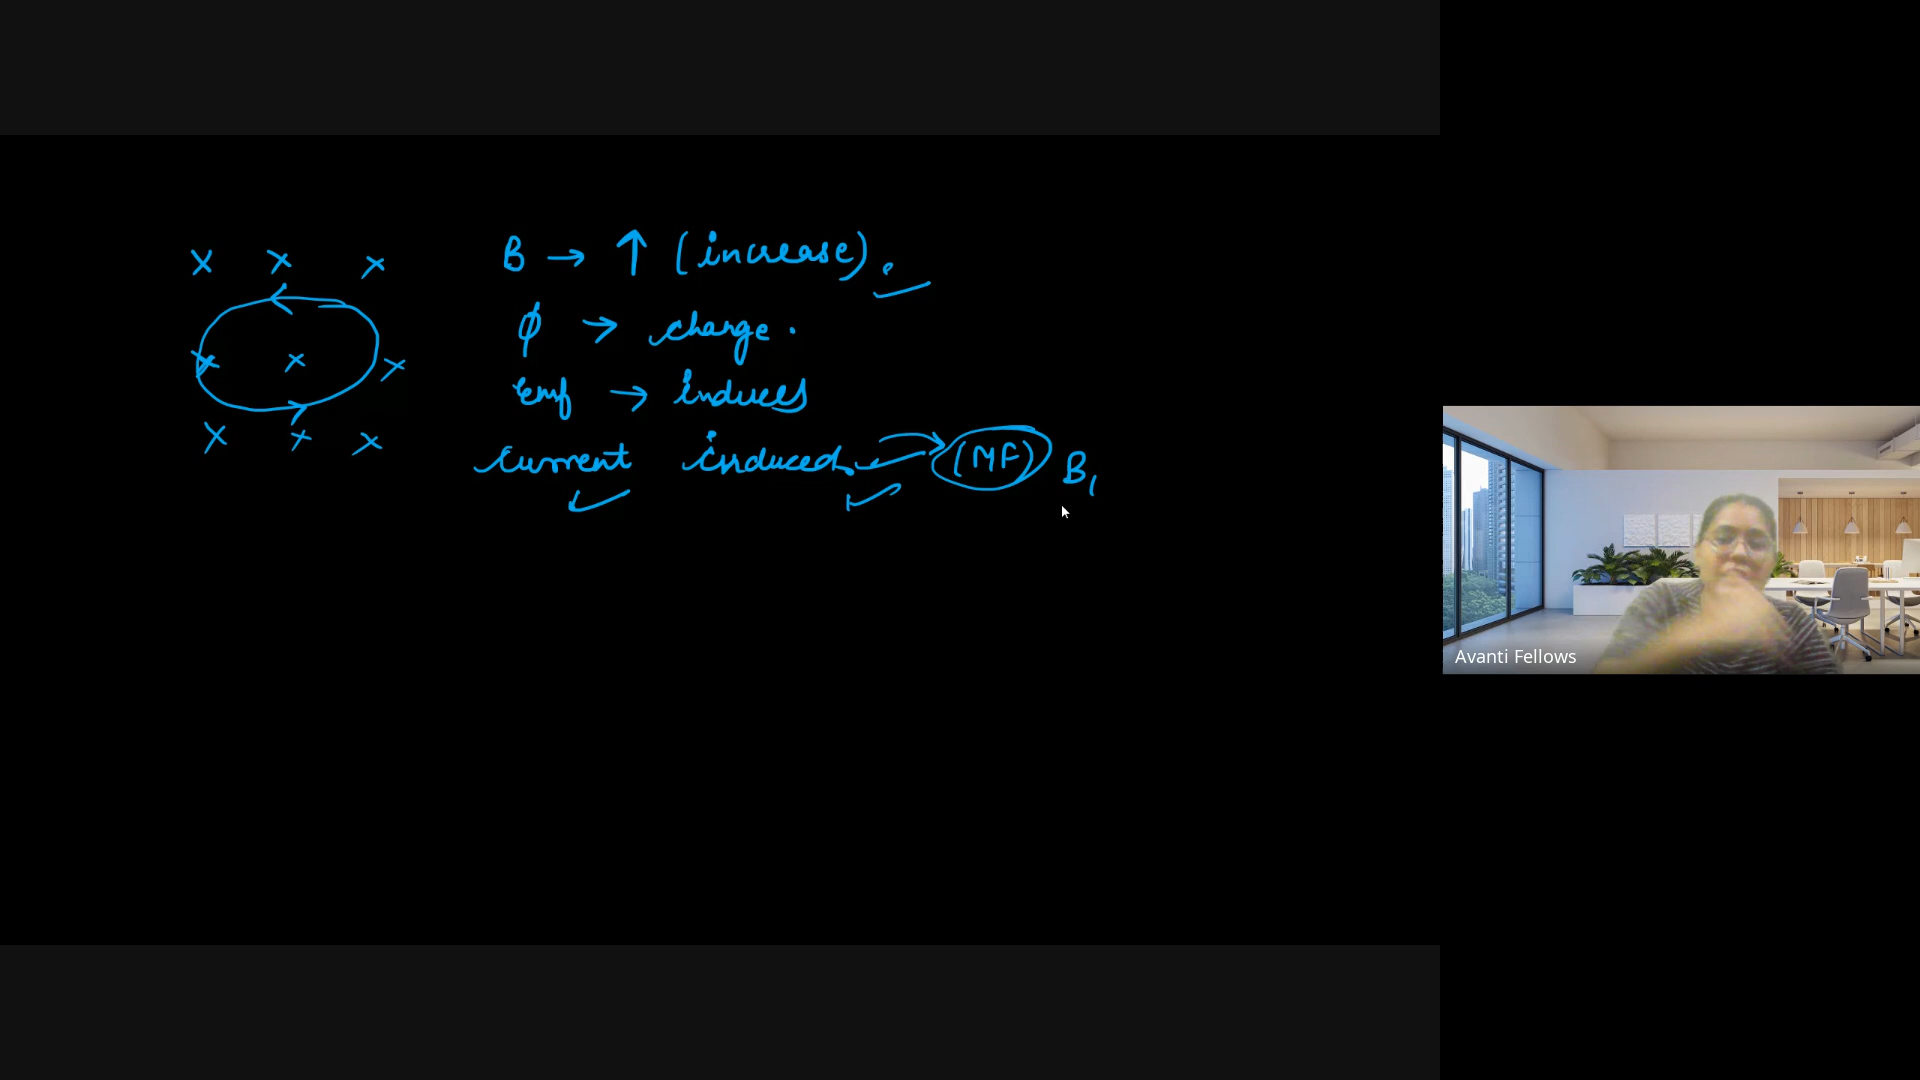 x x x
B → ↑ (increase).
ϕ → change.
x x x
emf → induces
x x x
current induced → (MF) B₁
Avanti Fellows